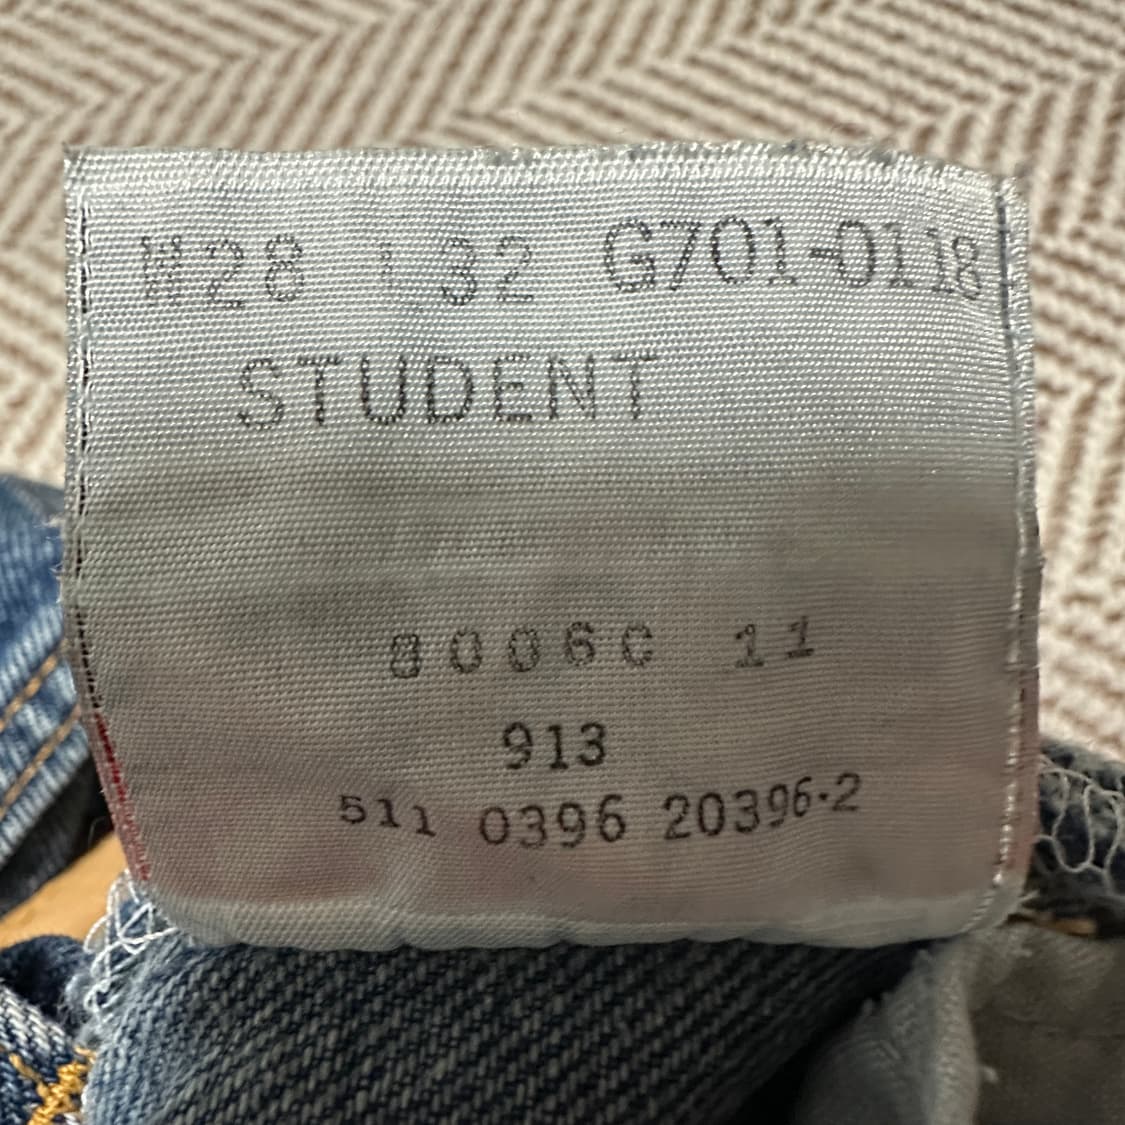 W28 L32 G701-0118
STUDENT
8006C 11
913
511 0396 20396-2